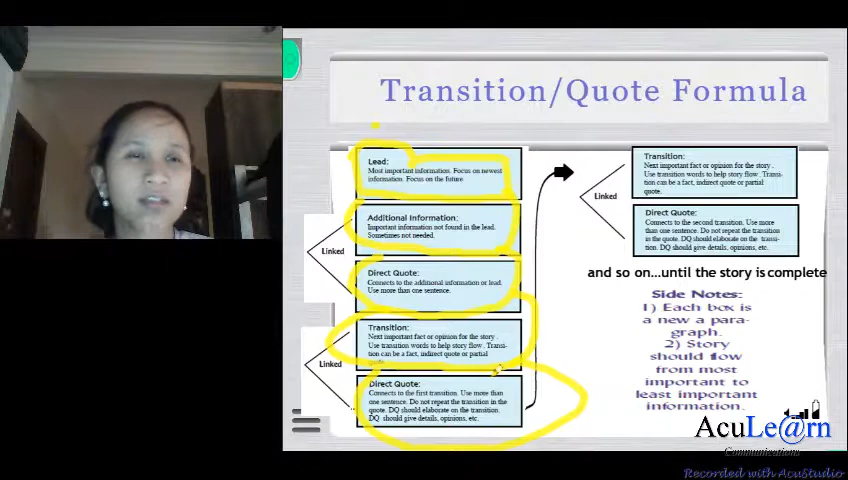 Transition/Quote Formula
Lead:
Most important information. Focus on newest
information. Focus on the future
Additional Information:
Important information not found in the lead.
Sometimes not needed.
Linked
Direct Quote:
Connects to the additional information or lead.
Use more than one sentence.
Transition:
Next important fact or opinion for the story.
Use transition words to help story flow. Transi-
tion can be a fact, indirect quote or partial
quote.
Linked
Direct Quote:
Connects to the first transition. Use more than
one sentence. Do not repeat the transition in the
quote. DQ should elaborate on the transition.
DQ should give details, opinions, etc.
Transition:
Next important fact or opinion for the story.
Use transition words to help story flow. Transi-
tion can be a fact, indirect quote or partial
quote.
Linked
Direct Quote:
Connects to the second transition. Use more
than one sentence. Do not repeat the transition
in the quote. DQ should elaborate on the transi-
tion. DQ should give details, opinions, etc.
and so on...until the story is complete
Side Notes:
1) Each box is
a new a para-
graph.
2) Story
should flow
from most
important to
least important
information.
AcuLe@rn
Communications
Recorded with AcuStudio